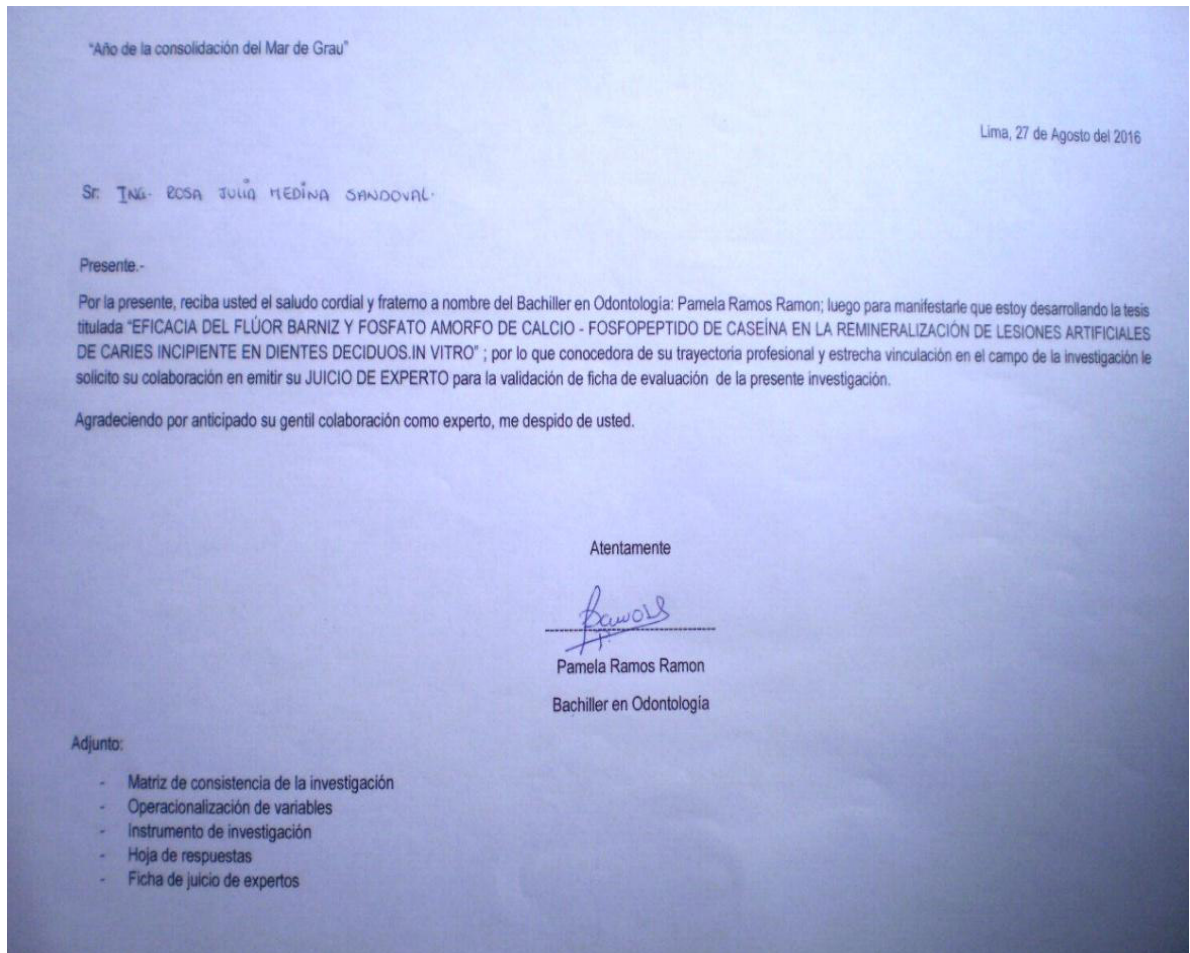 “Año de la consolidación del Mar de Grau”
Lima, 27 de Agosto del 2016
Sr: ING. ROSA JULIA MEDINA SANDOVAL.
Presente.-
Por la presente, reciba usted el saludo cordial y fraterno a nombre del Bachiller en Odontología: Pamela Ramos Ramon; luego para manifestarle que estoy desarrollando la tesis
titulada “EFICACIA DEL FLÚOR BARNIZ Y FOSFATO AMORFO DE CALCIO - FOSFOPEPTIDO DE CASEÍNA EN LA REMINERALIZACIÓN DE LESIONES ARTIFICIALES
DE CARIES INCIPIENTE EN DIENTES DECIDUOS.IN VITRO” ; por lo que conocedora de su trayectoria profesional y estrecha vinculación en el campo de la investigación le
solicito su colaboración en emitir su JUICIO DE EXPERTO para la validación de ficha de evaluación de la presente investigación.
Agradeciendo por anticipado su gentil colaboración como experto, me despido de usted.
Atentamente
Pamela Ramos Ramon
Bachiller en Odontología
Adjunto:
- Matriz de consistencia de la investigación
- Operacionalización de variables
- Instrumento de investigación
- Hoja de respuestas
- Ficha de juicio de expertos